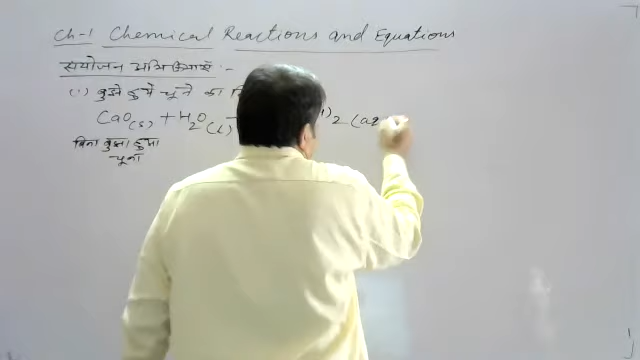 Ch-1 Chemical Reactions and Equations
संयोजन अभिक्रियाएं :-
(1) बुझे हुये चूने का
CaO(s) + H2O(l) )2 (aq
बिना बुझा हुआ
चूना